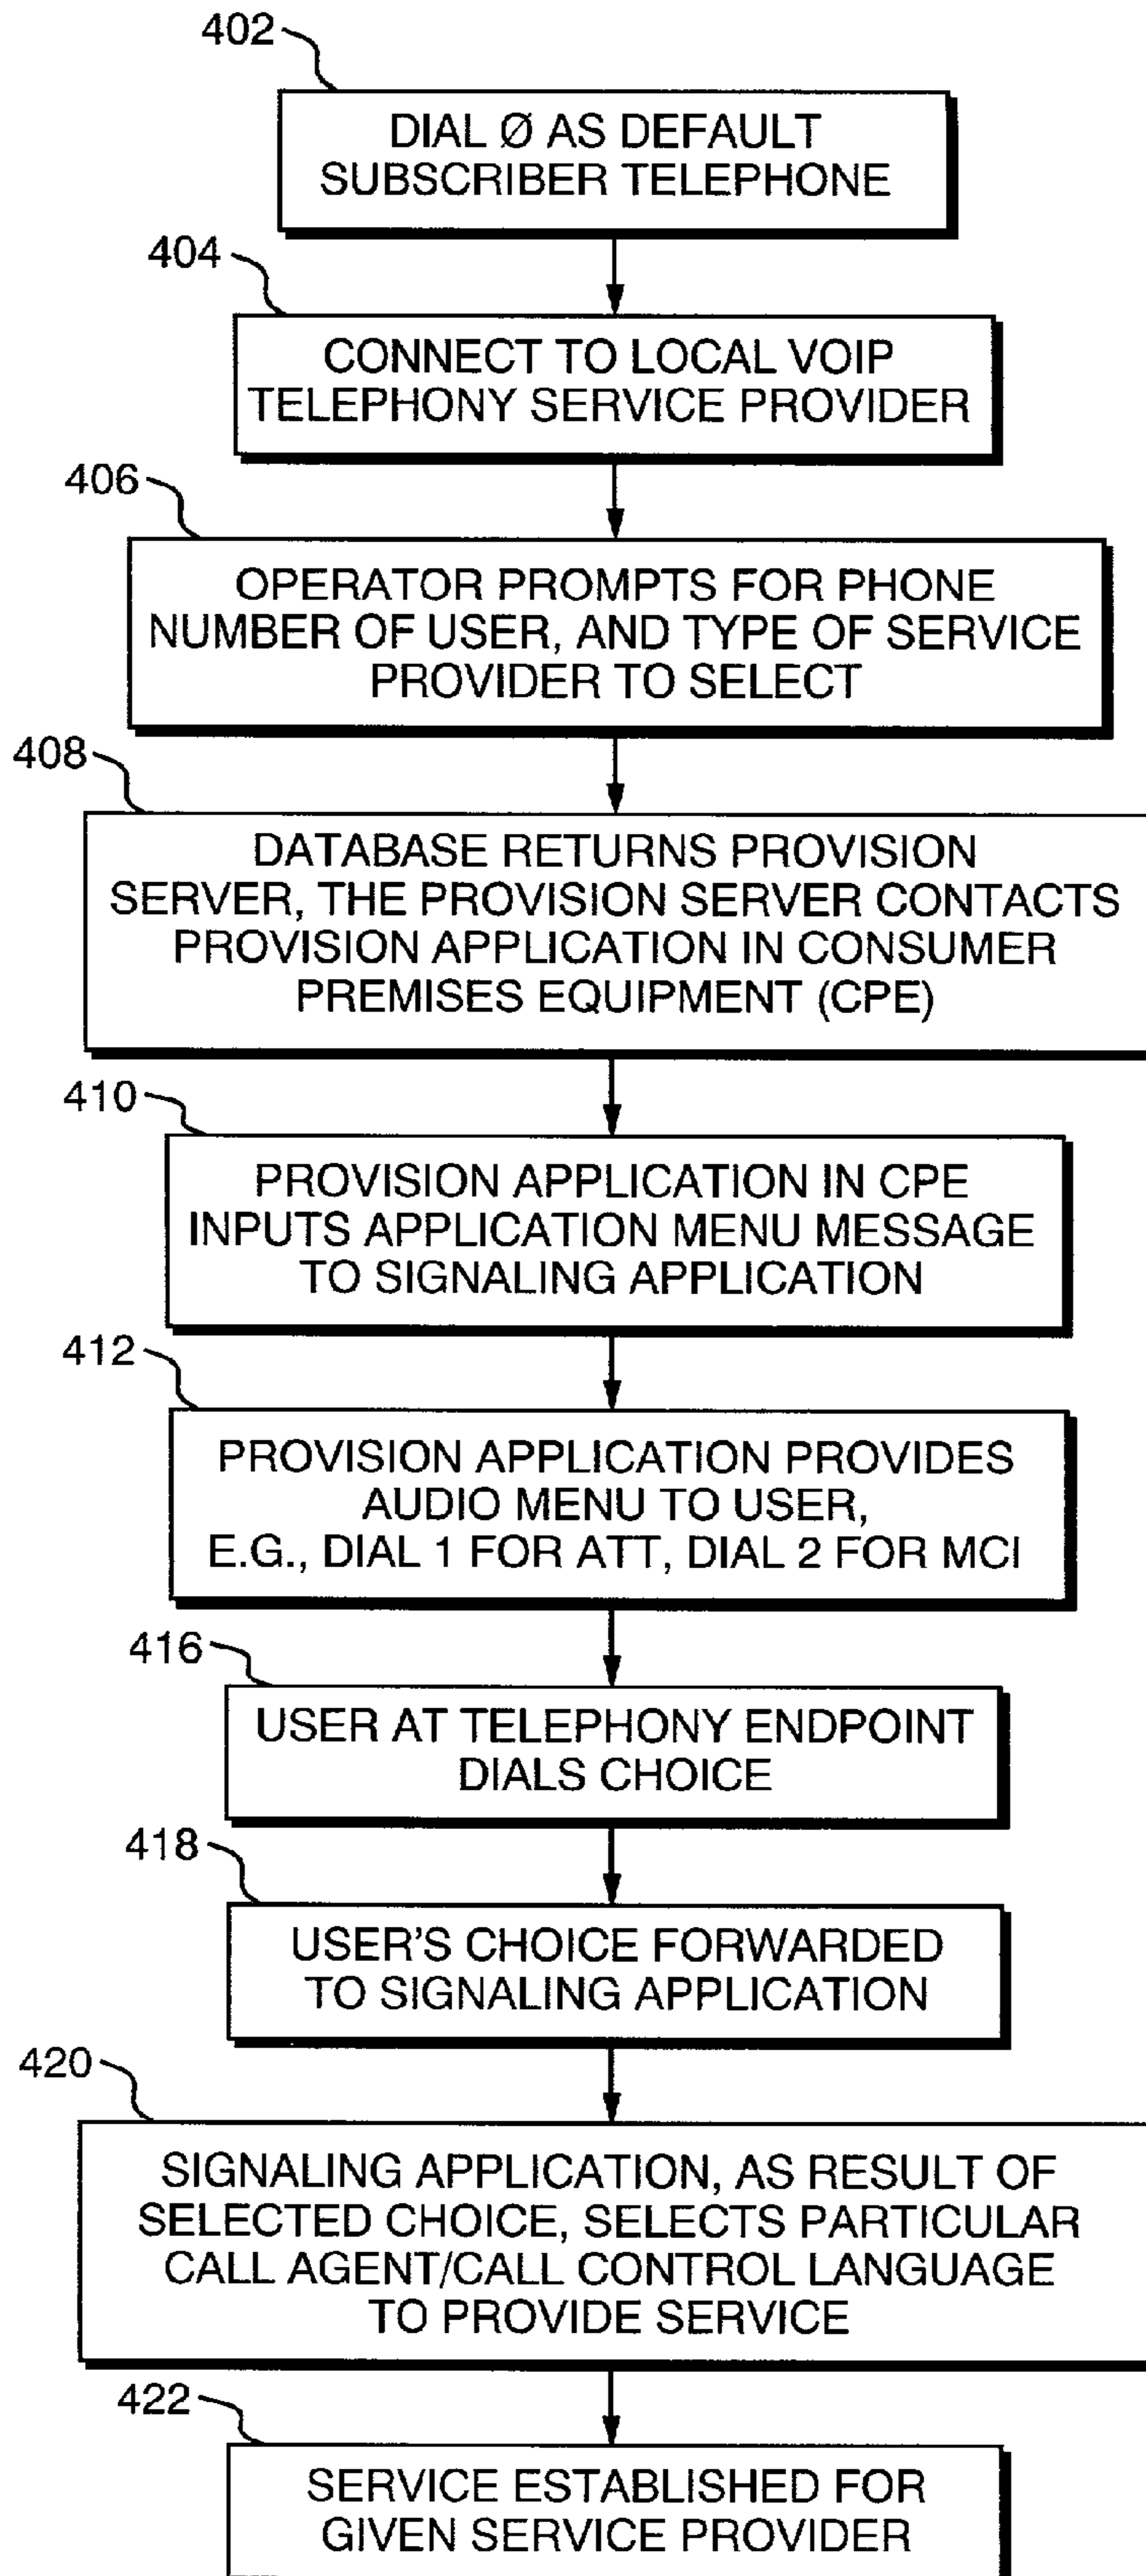 402
DIAL Ø AS DEFAULT
SUBSCRIBER TELEPHONE
404
CONNECT TO LOCAL VOIP
TELEPHONY SERVICE PROVIDER
406
OPERATOR PROMPTS FOR PHONE
NUMBER OF USER, AND TYPE OF SERVICE
PROVIDER TO SELECT
408
DATABASE RETURNS PROVISION
SERVER, THE PROVISION SERVER CONTACTS
PROVISION APPLICATION IN CONSUMER
PREMISES EQUIPMENT (CPE)
410
PROVISION APPLICATION IN CPE
INPUTS APPLICATION MENU MESSAGE
TO SIGNALING APPLICATION
412
PROVISION APPLICATION PROVIDES
AUDIO MENU TO USER,
E.G., DIAL 1 FOR ATT, DIAL 2 FOR MCI
416
USER AT TELEPHONY ENDPOINT
DIALS CHOICE
418
USER'S CHOICE FORWARDED
TO SIGNALING APPLICATION
420
SIGNALING APPLICATION, AS RESULT OF
SELECTED CHOICE, SELECTS PARTICULAR
CALL AGENT/CALL CONTROL LANGUAGE
TO PROVIDE SERVICE
422
SERVICE ESTABLISHED FOR
GIVEN SERVICE PROVIDER